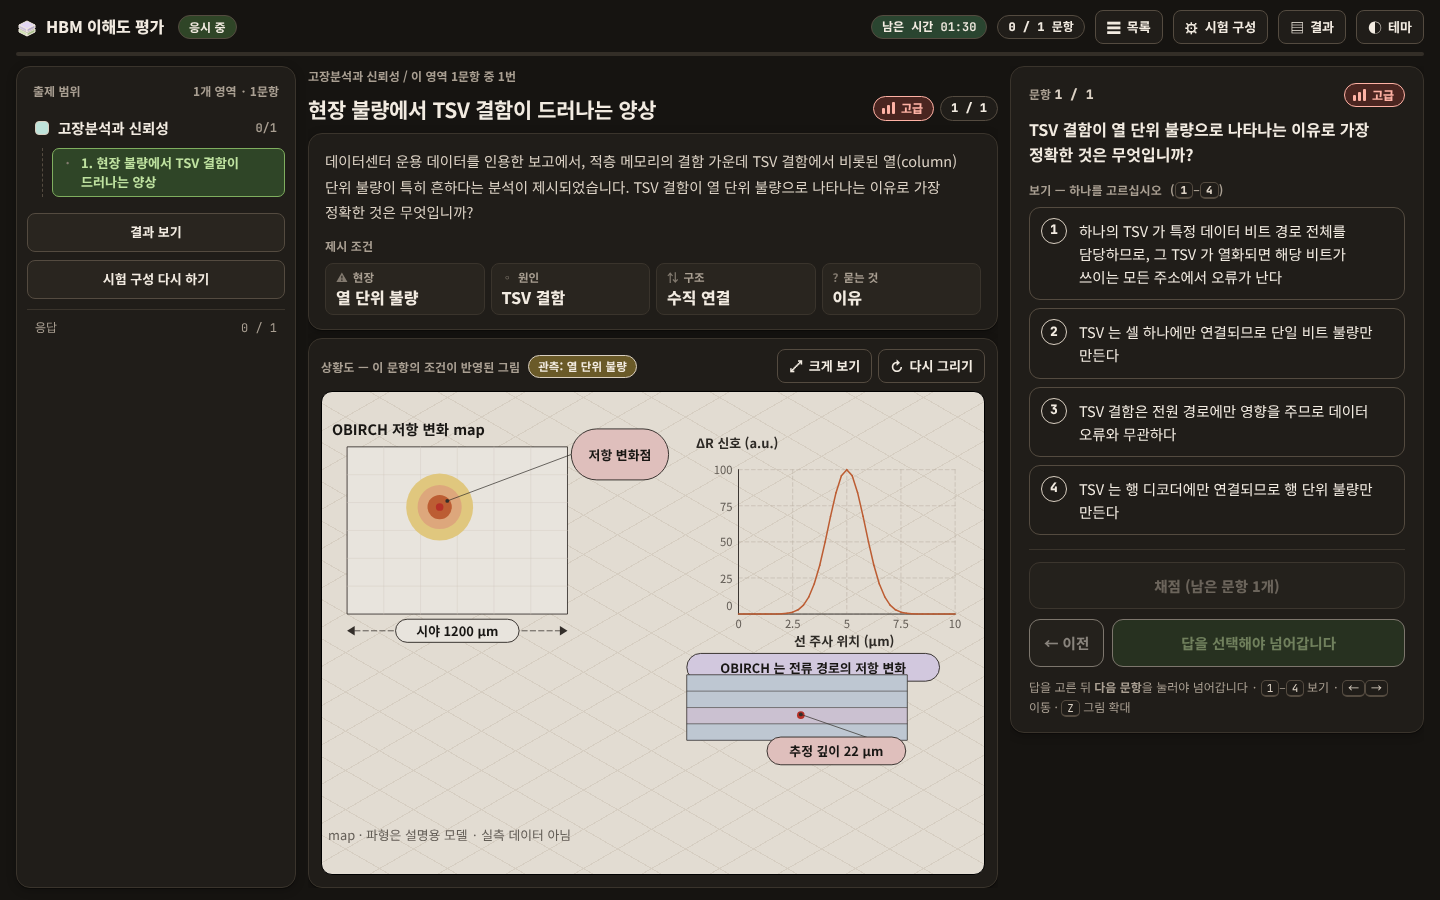 HBM 이해도 평가
응시 중
남은 시간 01:30
0 / 1 문항
목록
시험 구성
결과
테마
출제 범위
1개 영역 · 1문항
고장분석과 신뢰성
0/1
1. 현장 불량에서 TSV 결함이
드러나는 양상
결과 보기
시험 구성 다시 하기
응답
0 / 1
고장분석과 신뢰성 / 이 영역 1문항 중 1번
현장 불량에서 TSV 결함이 드러나는 양상
고급
1 / 1
데이터센터 운용 데이터를 인용한 보고에서, 적층 메모리의 결함 가운데 TSV 결함에서 비롯된 열(column)
단위 불량이 특히 흔하다는 분석이 제시되었습니다. TSV 결함이 열 단위 불량으로 나타나는 이유로 가장
정확한 것은 무엇입니까?
제시 조건
현장
열 단위 불량
원인
TSV 결함
구조
수직 연결
? 묻는 것
이유
상황도 — 이 문항의 조건이 반영된 그림
관측: 열 단위 불량
크게 보기
다시 그리기
OBIRCH 저항 변화 map
저항 변화점
시야 1200 µm
ΔR 신호 (a.u.)
100
75
50
25
0
0
2.5
5
7.5
10
선 주사 위치 (µm)
OBIRCH 는 전류 경로의 저항 변화
추정 깊이 22 µm
map · 파형은 설명용 모델 · 실측 데이터 아님
문항 1 / 1
고급
TSV 결함이 열 단위 불량으로 나타나는 이유로 가장
정확한 것은 무엇입니까?
보기 — 하나를 고르십시오 (1–4)
1 하나의 TSV 가 특정 데이터 비트 경로 전체를
담당하므로, 그 TSV 가 열화되면 해당 비트가
쓰이는 모든 주소에서 오류가 난다
2 TSV 는 셀 하나에만 연결되므로 단일 비트 불량만
만든다
3 TSV 결함은 전원 경로에만 영향을 주므로 데이터
오류와 무관하다
4 TSV 는 행 디코더에만 연결되므로 행 단위 불량만
만든다
채점 (남은 문항 1개)
← 이전
답을 선택해야 넘어갑니다
답을 고른 뒤 다음 문항을 눌러야 넘어갑니다 · 1–4 보기 · ← →
이동 · Z 그림 확대